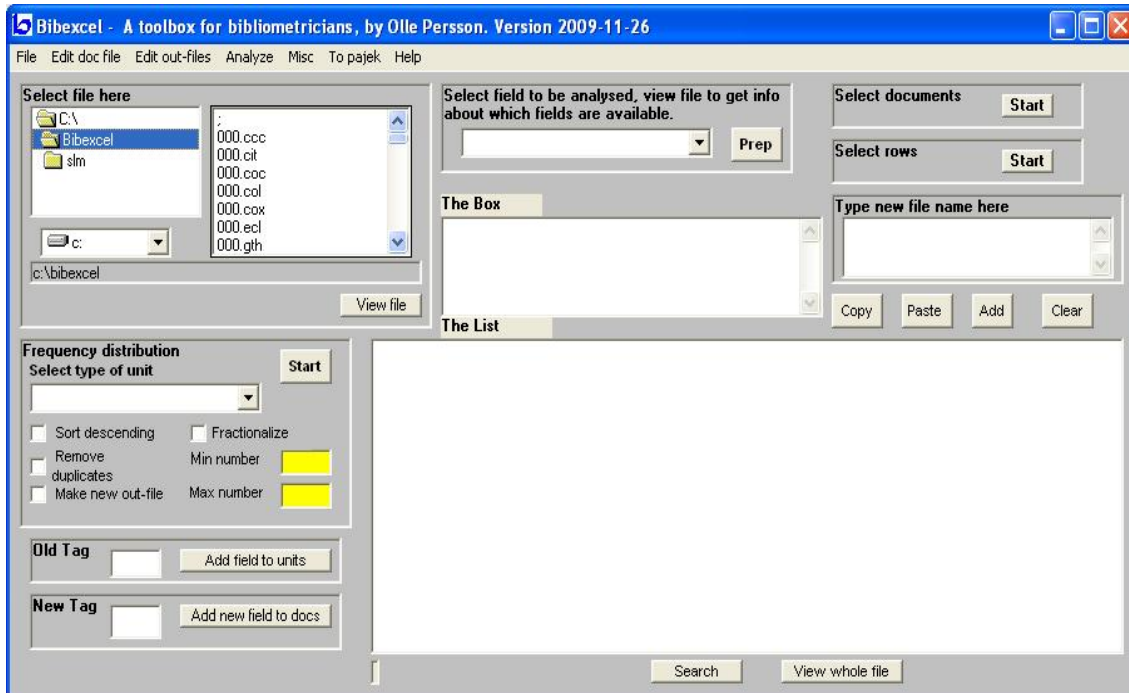 Bibexcel - A toolbox for bibliometricians, by Olle Persson. Version 2009-11-26
File Edit doc file Edit out-files Analyze Misc To pajek Help
Select file here
C:\
Bibexcel
slm
;
000.ccc
000.cit
000.coc
000.col
000.cox
000.ecl
000.gth
c:
c:\bibexcel
View file
Select field to be analysed, view file to get info
about which fields are available.
Prep
Select documents
Start
Select rows
Start
The Box
Type new file name here
Copy Paste Add Clear
The List
Frequency distribution
Select type of unit
Start
Sort descending
Fractionalize
Remove
duplicates
Min number
Make new out-file
Max number
Old Tag
Add field to units
New Tag
Add new field to docs
Search
View whole file